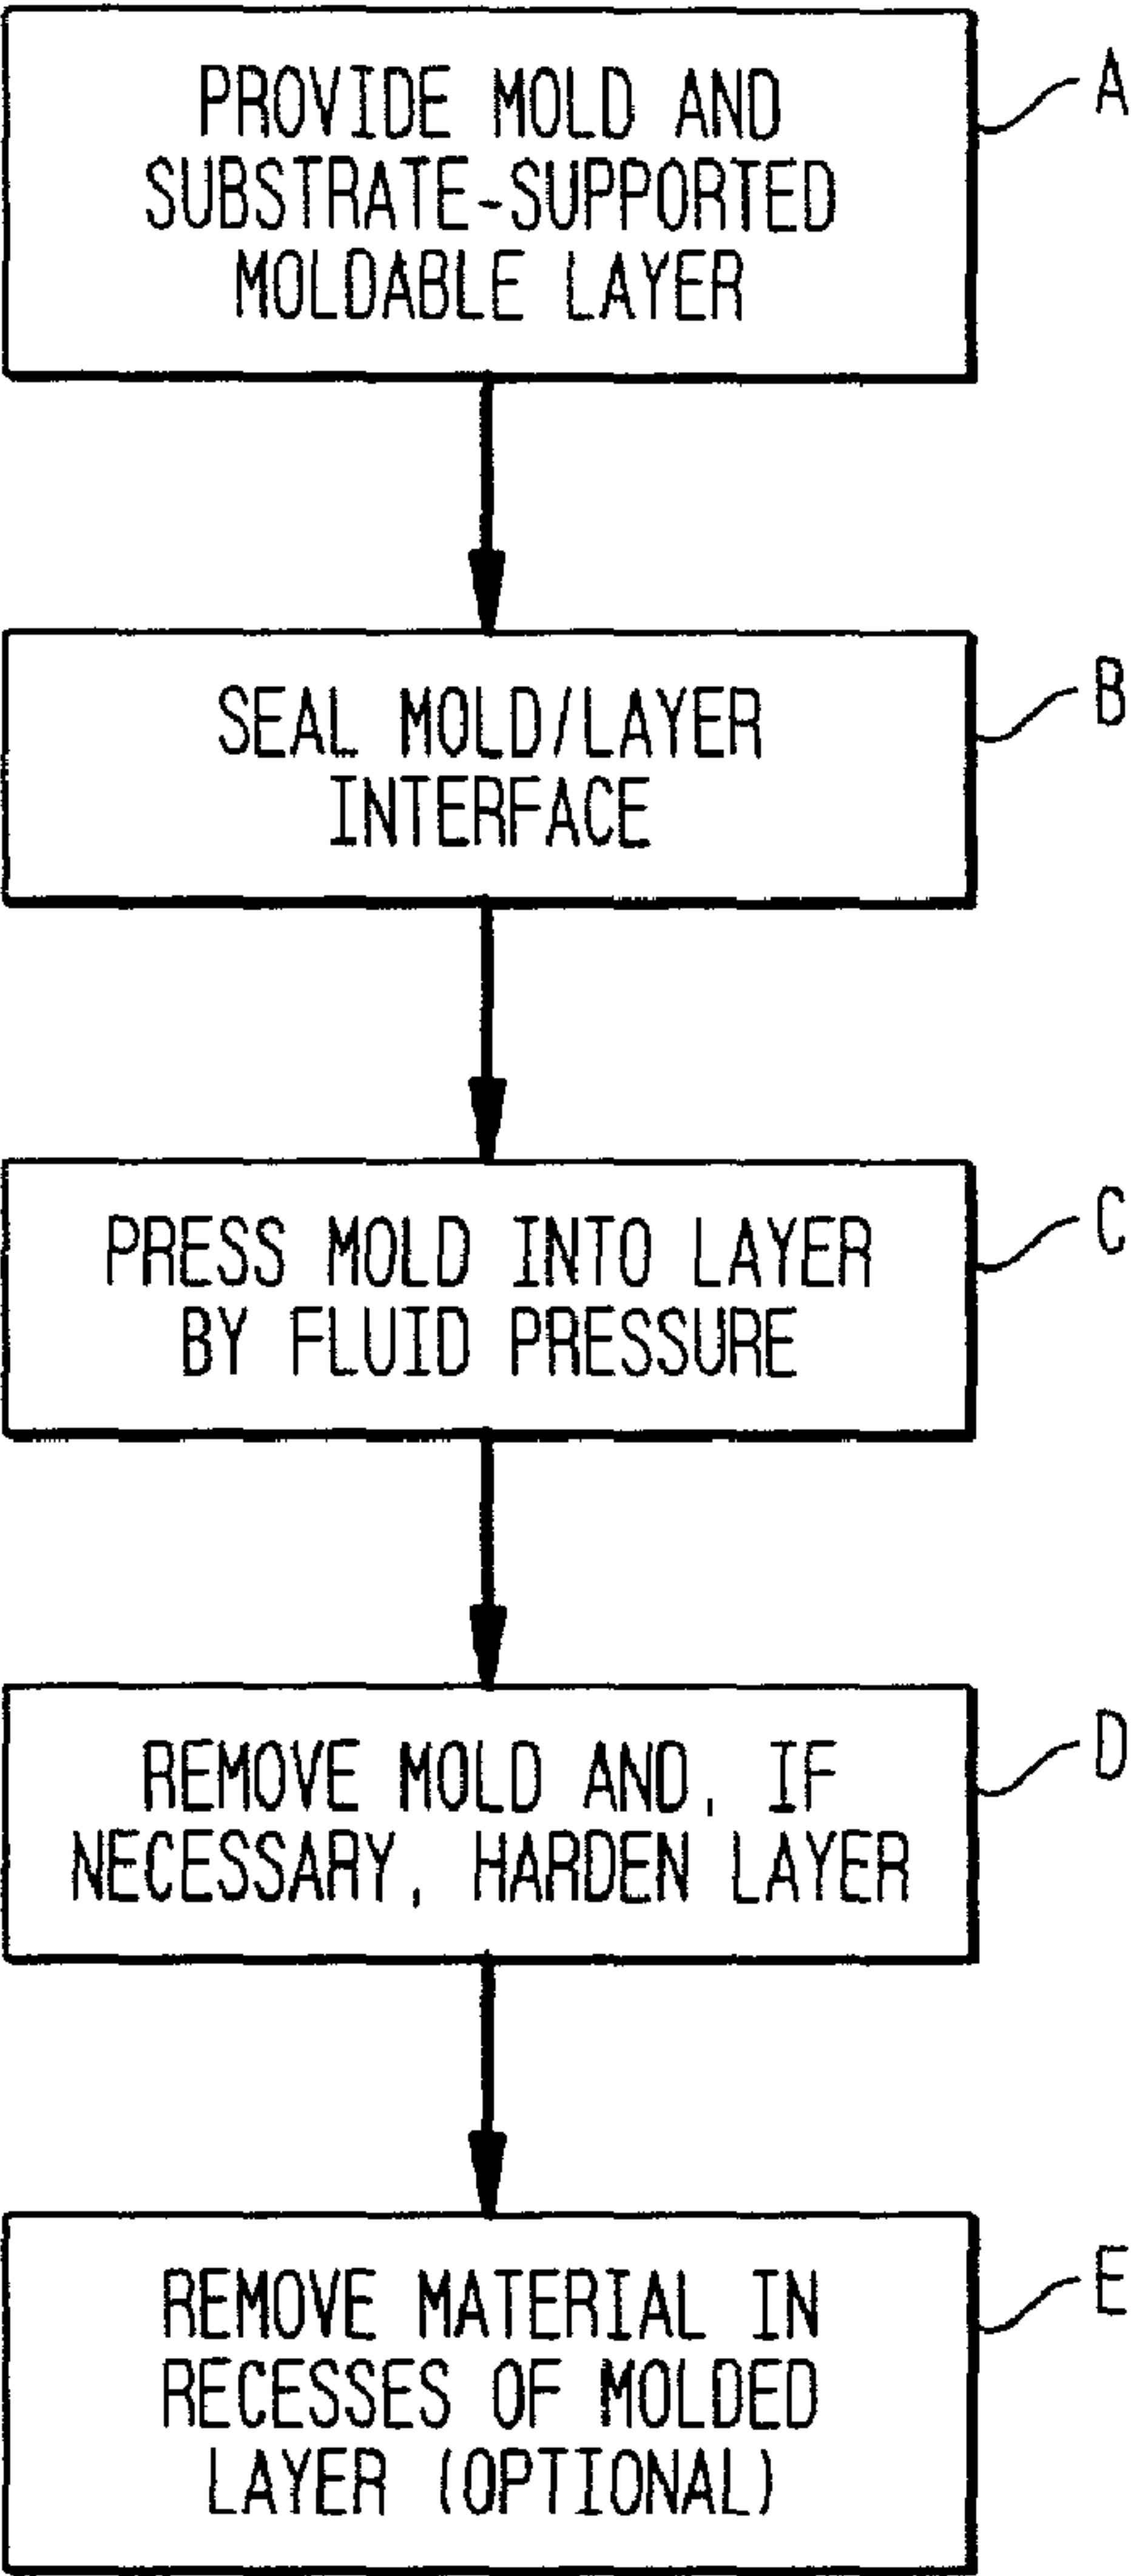 PROVIDE MOLD AND
SUBSTRATE-SUPPORTED
MOLDABLE LAYER
A
SEAL MOLD/LAYER
INTERFACE
B
PRESS MOLD INTO LAYER
BY FLUID PRESSURE
C
REMOVE MOLD AND, IF
NECESSARY, HARDEN LAYER
D
REMOVE MATERIAL IN
RECESSES OF MOLDED
LAYER (OPTIONAL)
E